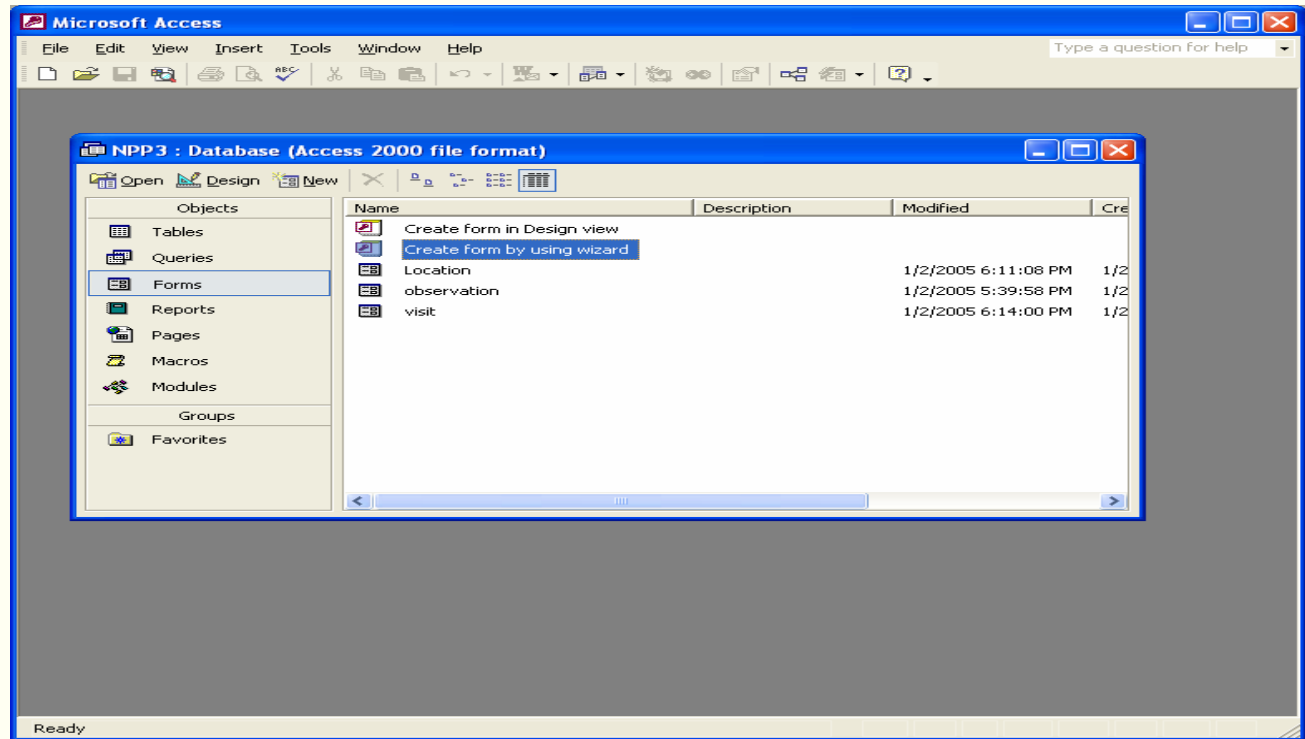 Microsoft Access
File Edit View Insert Tools Window Help Type a question for help
NPP3 : Database (Access 2000 file format)
Open Design New
Objects Name Description Modified Cre
Tables Create form in Design view
Create form by using wizard
Queries
Location 1/2/2005 6:11:08 PM 1/2
Forms
observation 1/2/2005 5:39:58 PM 1/2
Reports visit 1/2/2005 6:14:00 PM 1/2
Pages
Macros
Modules
Groups
Favorites
Ready